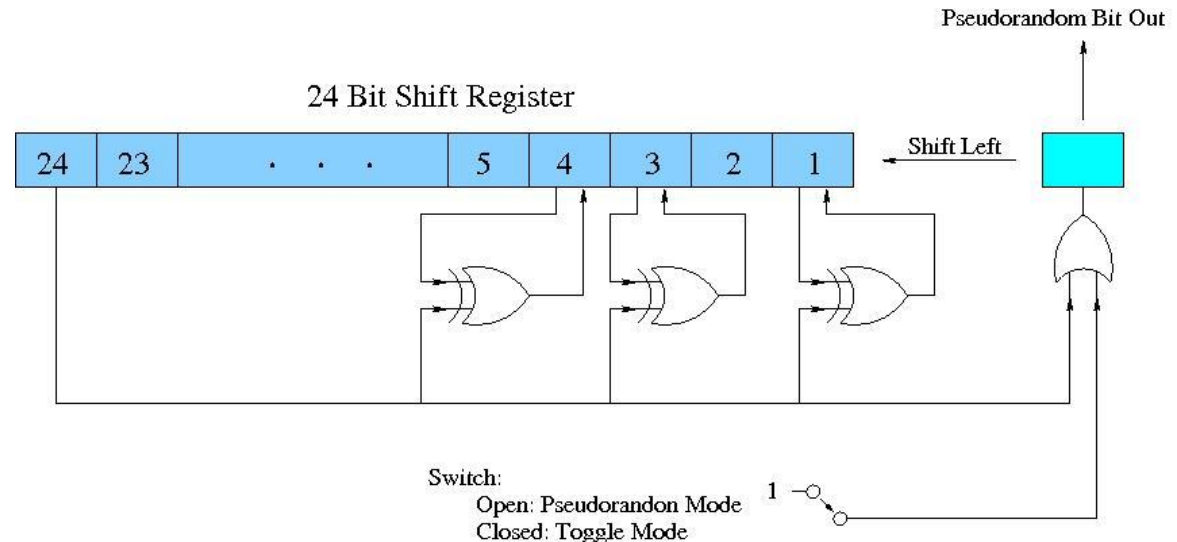 Pseudorandom Bit Out
24 Bit Shift Register
24 23 . . . 5 4 3 2 1
Shift Left
Switch:
Open: Pseudorandon Mode
Closed: Toggle Mode
1